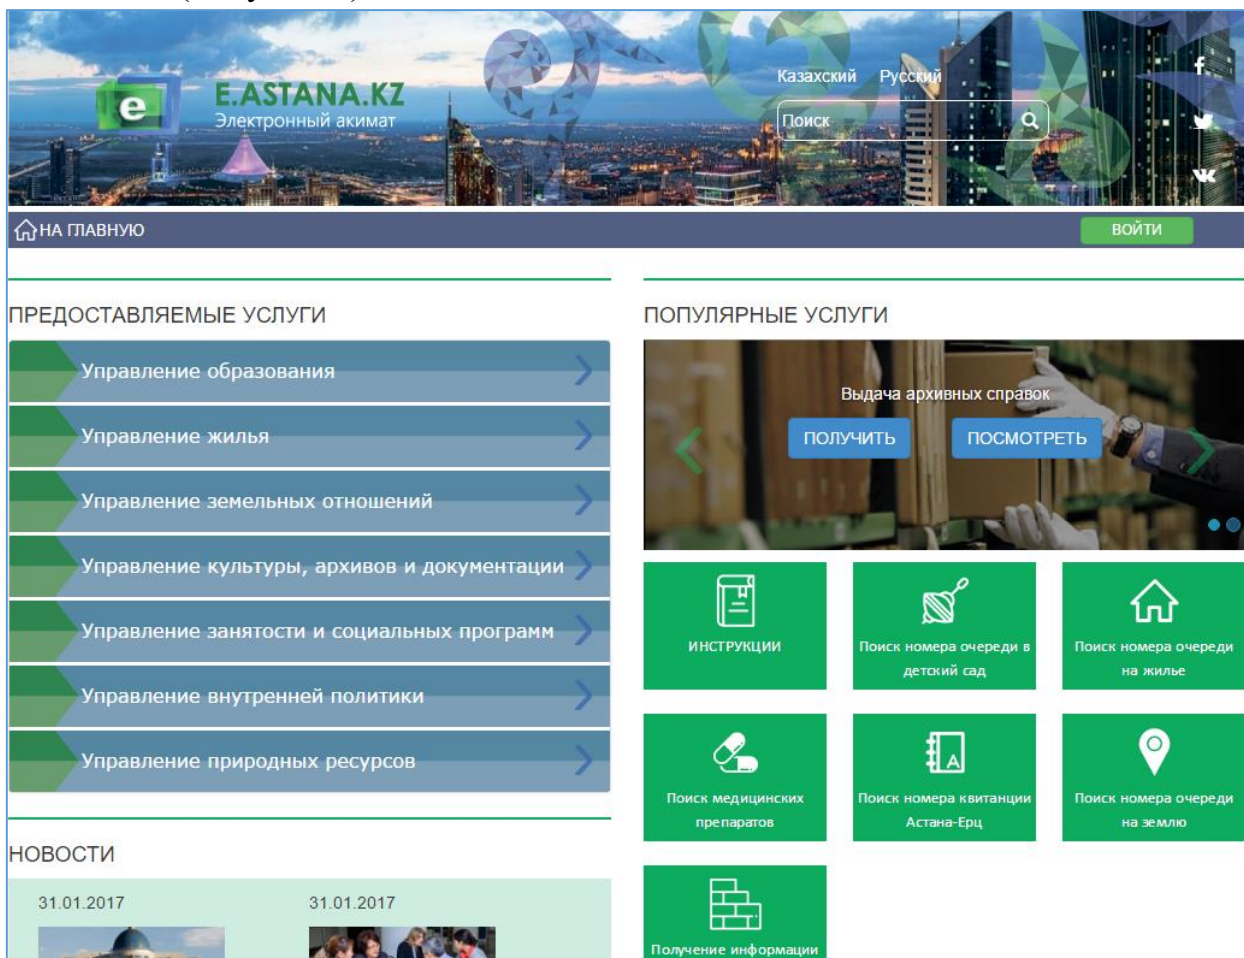 e
E.ASTANA.KZ
Электронный акимат
Казахский Русский
Поиск
НА ГЛАВНУЮ
ВОЙТИ
ПРЕДОСТАВЛЯЕМЫЕ УСЛУГИ
Управление образования
Управление жилья
Управление земельных отношений
Управление культуры, архивов и документации
Управление занятости и социальных программ
Управление внутренней политики
Управление природных ресурсов
НОВОСТИ
31.01.2017
31.01.2017
ПОПУЛЯРНЫЕ УСЛУГИ
Выдача архивных справок
ПОЛУЧИТЬ ПОСМОТРЕТЬ
ИНСТРУКЦИИ
Поиск номера очереди в
детский сад
Поиск номера очереди
на жилье
Поиск медицинских
препаратов
Поиск номера квитанции
Астана-Ерц
Поиск номера очереди
на землю
Получение информации